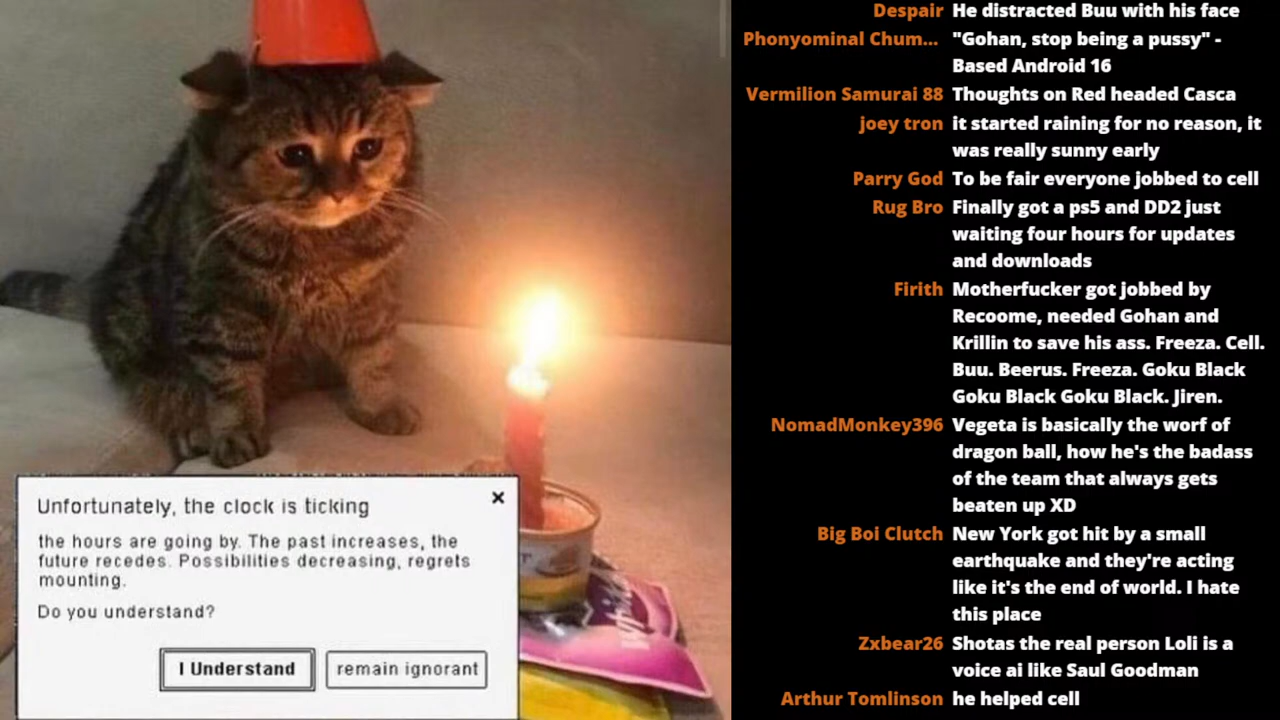 Unfortunately, the clock is ticking
the hours are going by. The past increases, the
future recedes. Possibilities decreasing, regrets
mounting.
Do you understand?
I Understand
remain ignorant
Despair He distracted Buu with his face
Phonyominal Chum... "Gohan, stop being a pussy" -
Based Android 16
Vermilion Samurai 88 Thoughts on Red headed Casca
joey tron it started raining for no reason, it
was really sunny early
Parry God To be fair everyone jobbed to cell
Rug Bro Finally got a ps5 and DD2 just
waiting four hours for updates
and downloads
Firith Motherfucker got jobbed by
Recoome, needed Gohan and
Krillin to save his ass. Freeza. Cell.
Buu. Beerus. Freeza. Goku Black
Goku Black Goku Black. Jiren.
NomadMonkey396 Vegeta is basically the worf of
dragon ball, how he's the badass
of the team that always gets
beaten up XD
Big Boi Clutch New York got hit by a small
earthquake and they're acting
like it's the end of world. I hate
this place
Zxbear26 Shotas the real person Loli is a
voice ai like Saul Goodman
Arthur Tomlinson he helped cell